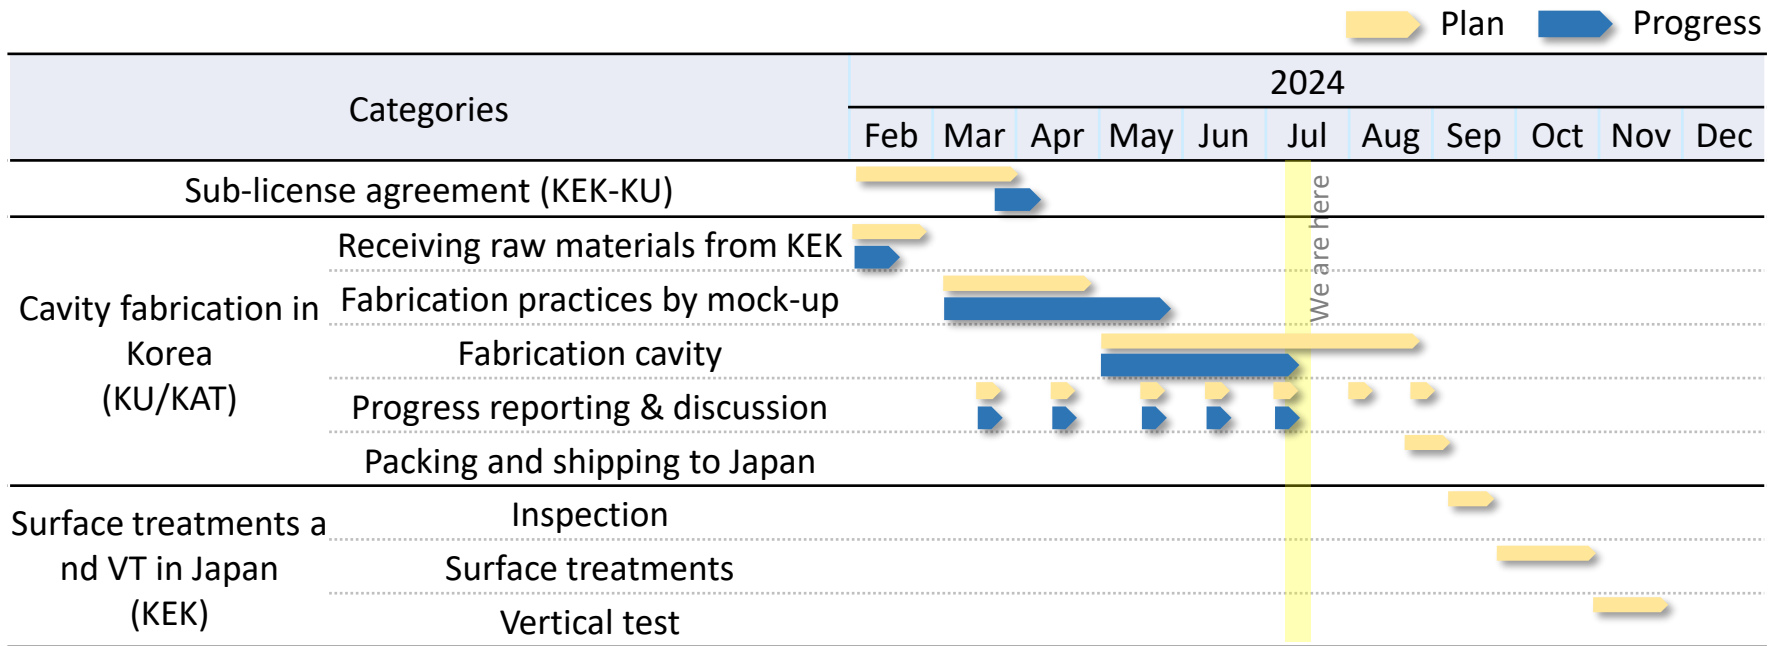 Plan
Progress
Categories
2024
Feb Mar Apr May Jun Jul Aug Sep Oct Nov Dec
Sub-license agreement (KEK-KU)
We are here
Cavity fabrication in
Korea
(KU/KAT)
Receiving raw materials from KEK
Fabrication practices by mock-up
Fabrication cavity
Progress reporting & discussion
Packing and shipping to Japan
Surface treatments a
nd VT in Japan
(KEK)
Inspection
Surface treatments
Vertical test